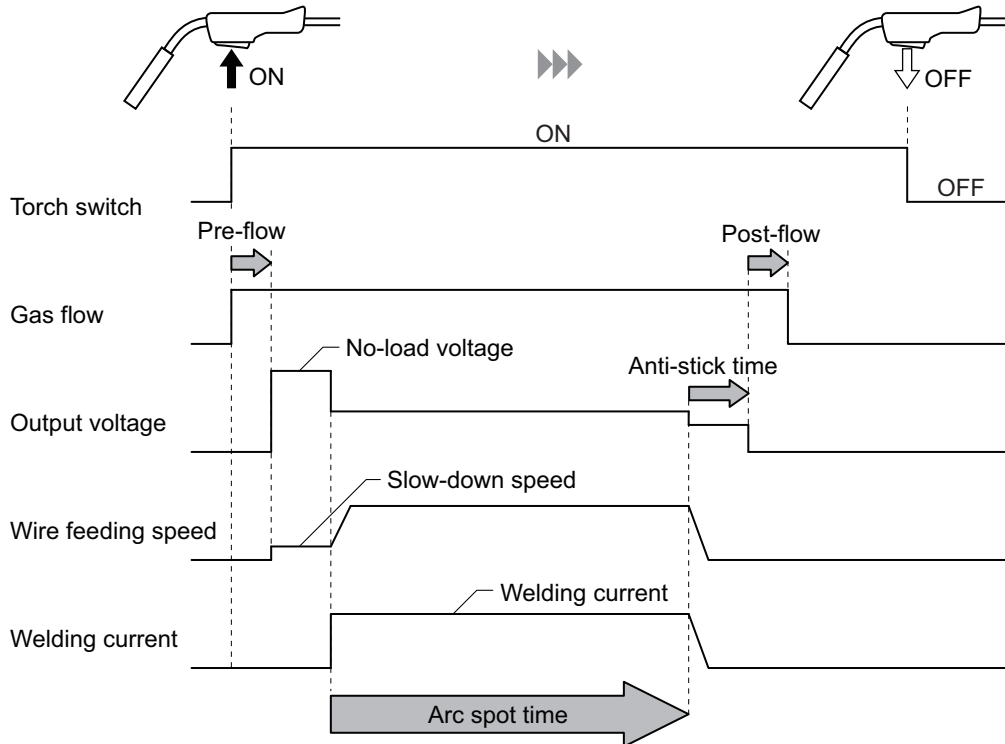 ON
OFF
ON
Torch switch
OFF
Pre-flow
Post-flow
Gas flow
No-load voltage
Anti-stick time
Output voltage
Slow-down speed
Wire feeding speed
Welding current
Welding current
Arc spot time